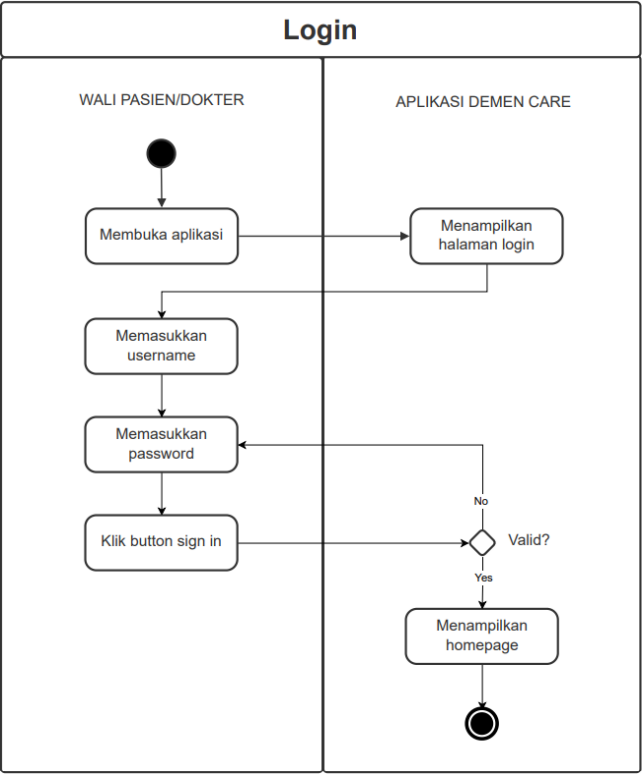 Login
WALI PASIEN/DOKTER
APLIKASI DEMEN CARE
Membuka aplikasi
Menampilkan
halaman login
Memasukkan
username
Memasukkan
password
No
Klik button sign in
Valid?
Yes
Menampilkan
homepage